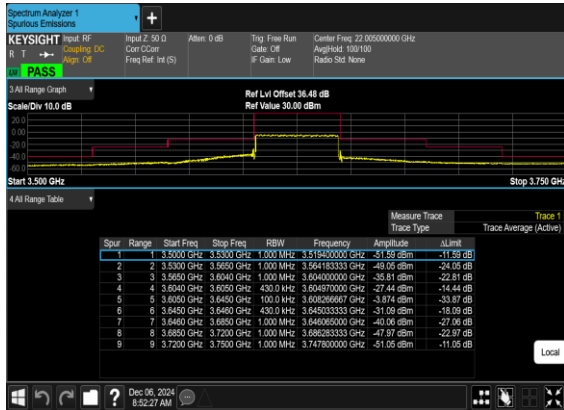 Spectrum Analyzer 1
Spurious Emissions
+
KEYSIGHT Input: RF Input Z: 50 Ω Atten: 0 dB Trig: Free Run Center Freq: 22.005000000 GHz
R T Coupling: DC Corr CCorr Gate: Off Avg|Hold: 100/100
Align: Off Freq Ref: Int (S) IF Gain: Low Radio Std: None
PASS
3 All Range Graph Ref Lvl Offset 36.48 dB
Scale/Div 10.0 dB Ref Value 30.00 dBm
20.0
0.00
-20.0
-40.0
-60.0
Start 3.500 GHz Stop 3.750 GHz
4 All Range Table
Measure Trace Trace 1
Trace Type Trace Average (Active)
Spur Range Start Freq Stop Freq RBW Frequency Amplitude ΔLimit
1 1 3.5000 GHz 3.5300 GHz 1.000 MHz 3.519400000 GHz -51.59 dBm -11.59 dB
2 2 3.5300 GHz 3.5650 GHz 1.000 MHz 3.564183333 GHz -49.05 dBm -24.05 dB
3 3 3.5650 GHz 3.6040 GHz 1.000 MHz 3.604000000 GHz -35.81 dBm -22.81 dB
4 4 3.6040 GHz 3.6050 GHz 430.0 kHz 3.604970000 GHz -27.44 dBm -14.44 dB
5 5 3.6050 GHz 3.6450 GHz 100.0 kHz 3.608266667 GHz -3.874 dBm -33.87 dB
6 6 3.6450 GHz 3.6460 GHz 430.0 kHz 3.645033333 GHz -31.09 dBm -18.09 dB
7 7 3.6460 GHz 3.6850 GHz 1.000 MHz 3.646065000 GHz -40.06 dBm -27.06 dB
8 8 3.6850 GHz 3.7200 GHz 1.000 MHz 3.686283333 GHz -47.97 dBm -22.97 dB
9 9 3.7200 GHz 3.7500 GHz 1.000 MHz 3.747800000 GHz -51.05 dBm -11.05 dB
Local
? Dec 06, 2024
8:52:27 AM